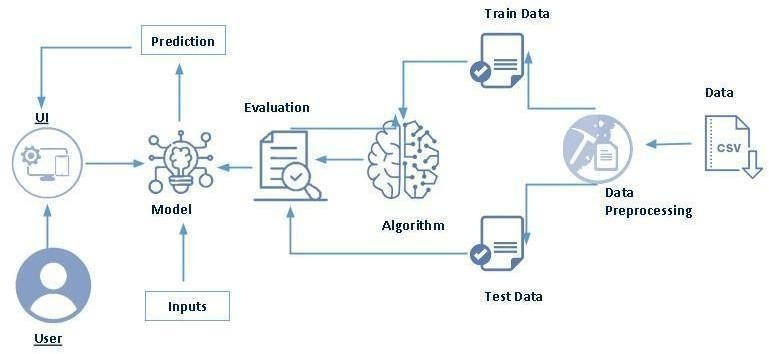 Train Data
Prediction
Data
Evaluation
UI
CSV
Data
Preprocessing
Model
Algorithm
Test Data
Inputs
User